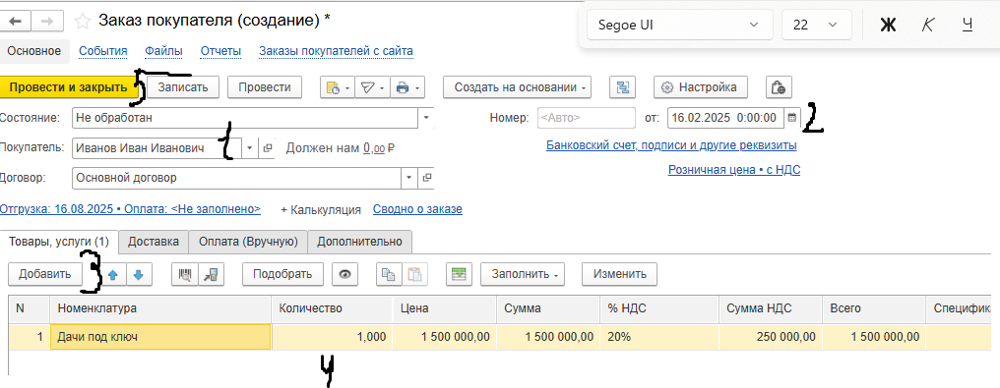 Заказ покупателя (создание) *
Segoe UI 22 Ж К Ч
Основное События Файлы Отчеты Заказы покупателей с сайта
Провести и закрыть 5 Записать Провести Создать на основании Настройка
Состояние: Не обработан Номер: <Авто> от: 16.02.2025 0:00:00 2
Покупатель: Иванов Иван Иванович 1 Должен нам 0,00 ₽ Банковский счет, подписи и другие реквизиты
Договор: Основной договор Розничная цена • с НДС
Отгрузка: 16.08.2025 • Оплата: <Не заполнено> + Калькуляция Сводно о заказе
Товары, услуги (1) Доставка Оплата (Вручную) Дополнительно
Добавить 3 Подобрать Заполнить Изменить
N Номенклатура Количество Цена Сумма % НДС Сумма НДС Всего Специфика
1 Дачи под ключ 1,000 1 500 000,00 1 500 000,00 20% 250 000,00 1 500 000,00
4